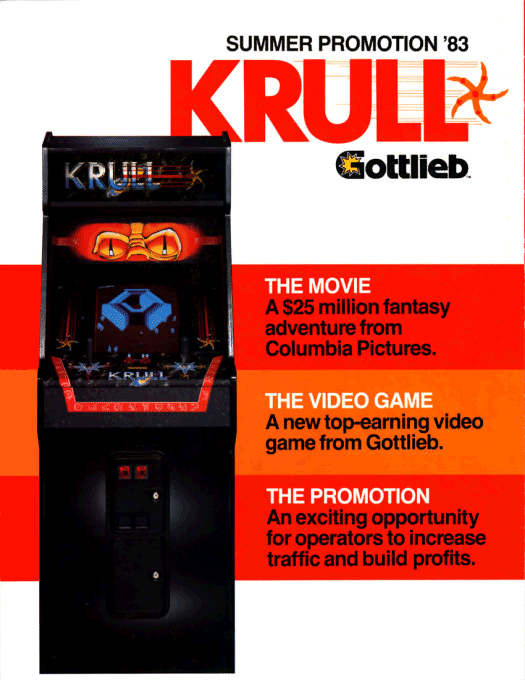 SUMMER PROMOTION '83
KRULL
Gottlieb
KRULL
KRULL
THE MOVIE
A $25 million fantasy
adventure from
Columbia Pictures.
THE VIDEO GAME
A new top-earning video
game from Gottlieb.
THE PROMOTION
An exciting opportunity
for operators to increase
traffic and build profits.